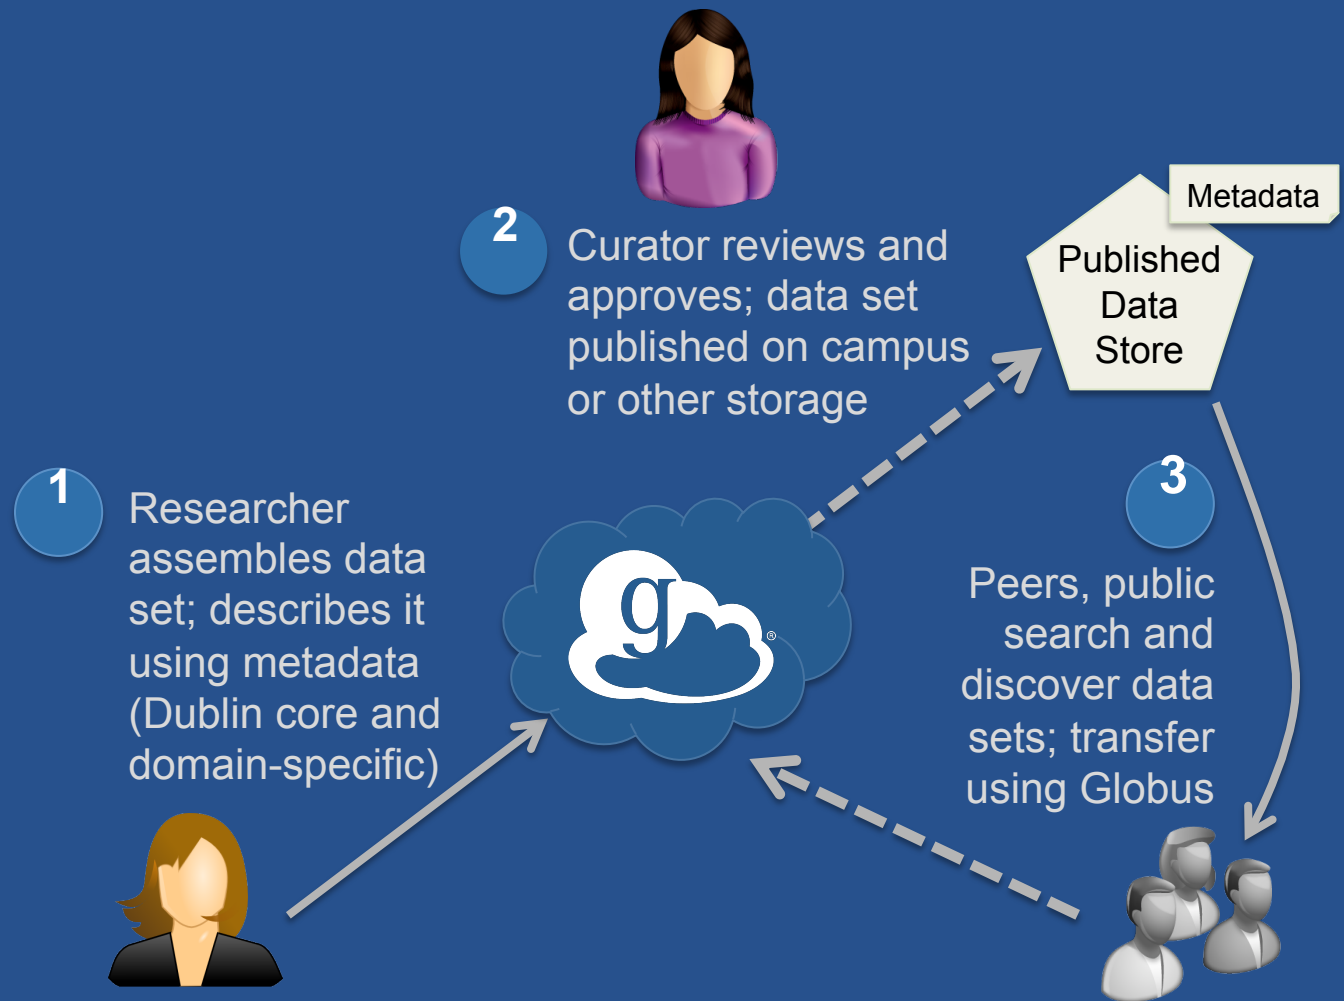 2
Curator reviews and
approves; data set
published on campus
or other storage
Metadata
Published
Data
Store
1
Researcher
assembles data
set; describes it
using metadata
(Dublin core and
domain-specific)
g
®
3
Peers, public
search and
discover data
sets; transfer
using Globus